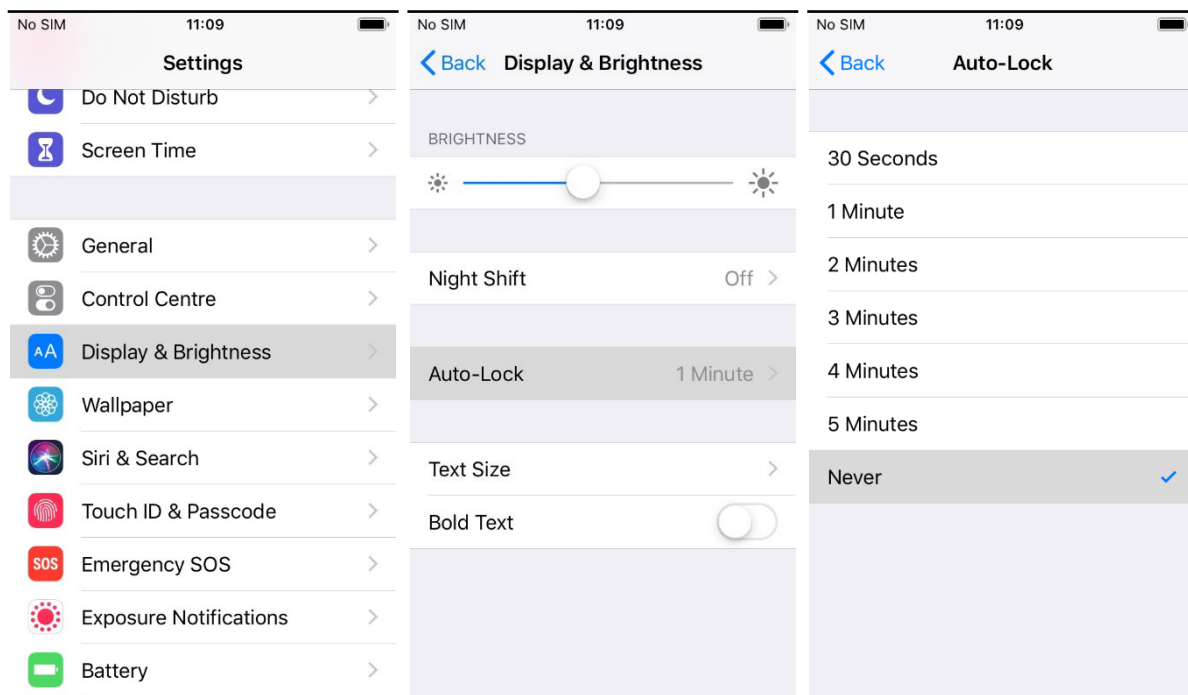 No SIM 11:09
Settings
Do Not Disturb
Screen Time
General
Control Centre
AA Display & Brightness
Wallpaper
Siri & Search
Touch ID & Passcode
SOS Emergency SOS
Exposure Notifications
Battery
No SIM 11:09
Back Display & Brightness
BRIGHTNESS
Night Shift Off
Auto-Lock 1 Minute
Text Size
Bold Text
No SIM 11:09
Back Auto-Lock
30 Seconds
1 Minute
2 Minutes
3 Minutes
4 Minutes
5 Minutes
Never